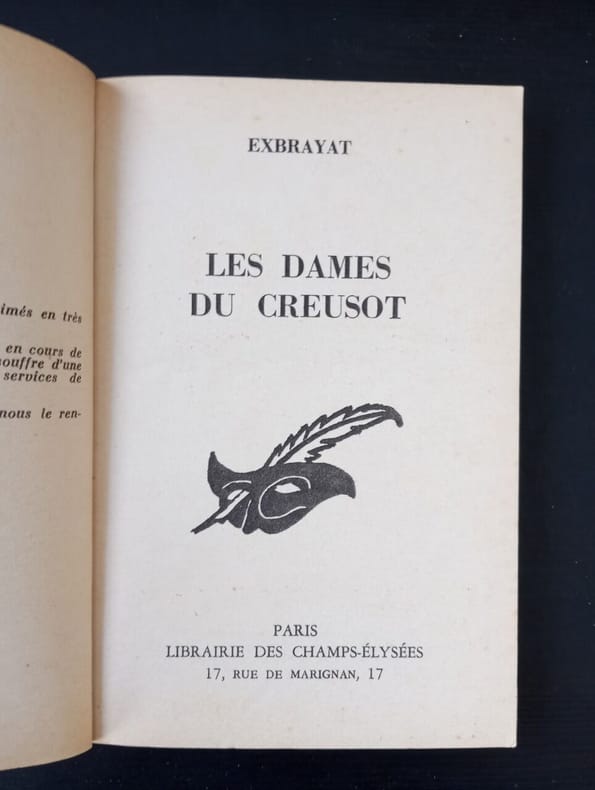 imés en très
en cours de
souffre d'une
services de
nous le ren-
EXBRAYAT
LES DAMES
DU CREUSOT
PARIS
LIBRAIRIE DES CHAMPS-ÉLYSÉES
17, RUE DE MARIGNAN, 17